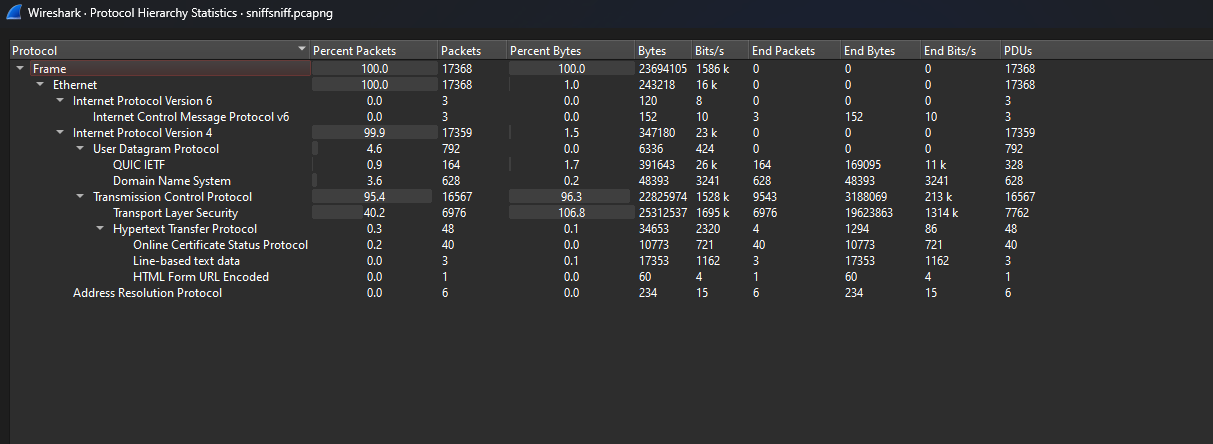 Wireshark · Protocol Hierarchy Statistics · sniffsniff.pcapng
Protocol Percent Packets Packets Percent Bytes Bytes Bits/s End Packets End Bytes End Bits/s PDUs
Frame 100.0 17368 100.0 23694105 1586 k 0 0 0 17368
Ethernet 100.0 17368 1.0 243218 16 k 0 0 0 17368
Internet Protocol Version 6 0.0 3 0.0 120 8 0 0 0 3
Internet Control Message Protocol v6 0.0 3 0.0 152 10 3 152 10 3
Internet Protocol Version 4 99.9 17359 1.5 347180 23 k 0 0 0 17359
User Datagram Protocol 4.6 792 0.0 6336 424 0 0 0 792
QUIC IETF 0.9 164 1.7 391643 26 k 164 169095 11 k 328
Domain Name System 3.6 628 0.2 48393 3241 628 48393 3241 628
Transmission Control Protocol 95.4 16567 96.3 22825974 1528 k 9543 3188069 213 k 16567
Transport Layer Security 40.2 6976 106.8 25312537 1695 k 6976 19623863 1314 k 7762
Hypertext Transfer Protocol 0.3 48 0.1 34653 2320 4 1294 86 48
Online Certificate Status Protocol 0.2 40 0.0 10773 721 40 10773 721 40
Line-based text data 0.0 3 0.1 17353 1162 3 17353 1162 3
HTML Form URL Encoded 0.0 1 0.0 60 4 1 60 4 1
Address Resolution Protocol 0.0 6 0.0 234 15 6 234 15 6